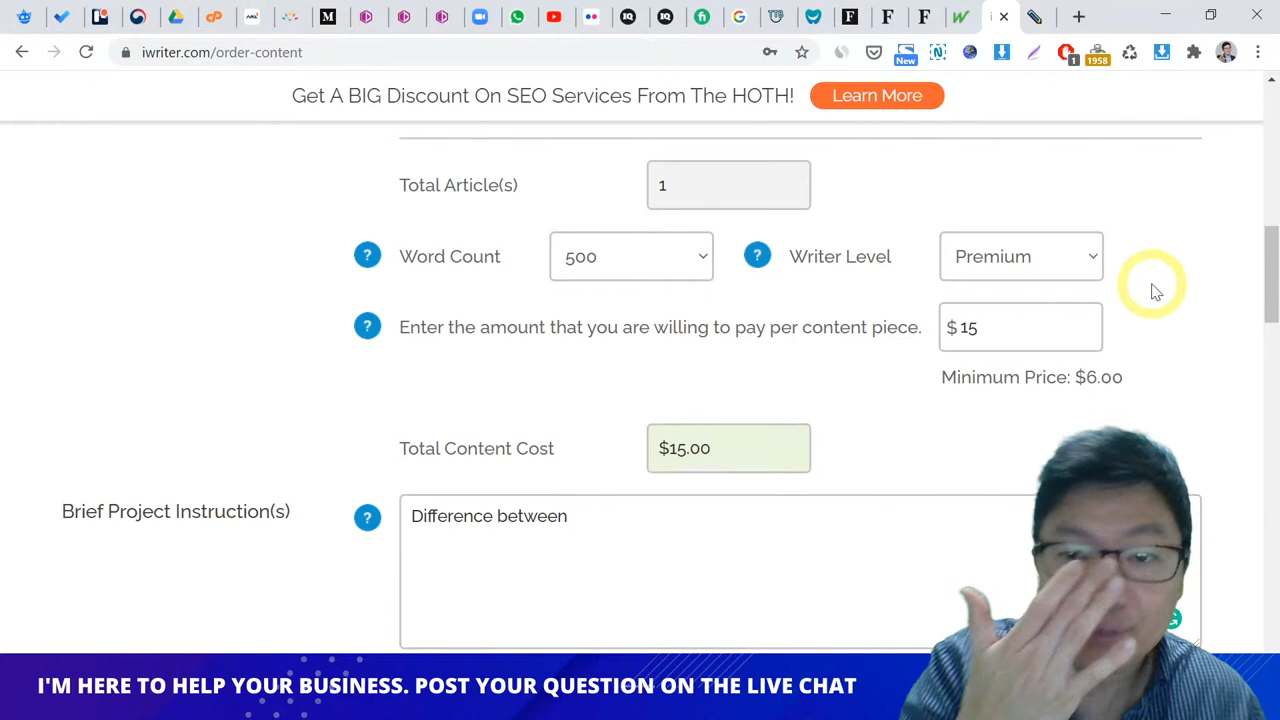 iwriter.com/order-content
New
1
1958
Get A BIG Discount On SEO Services From The HOTH! Learn More
Total Article(s) 1
? Word Count 500 ? Writer Level Premium
? Enter the amount that you are willing to pay per content piece. $ 15
Minimum Price: $6.00
Total Content Cost $15.00
Brief Project Instruction(s) ? Difference between
I'M HERE TO HELP YOUR BUSINESS. POST YOUR QUESTION ON THE LIVE CHAT